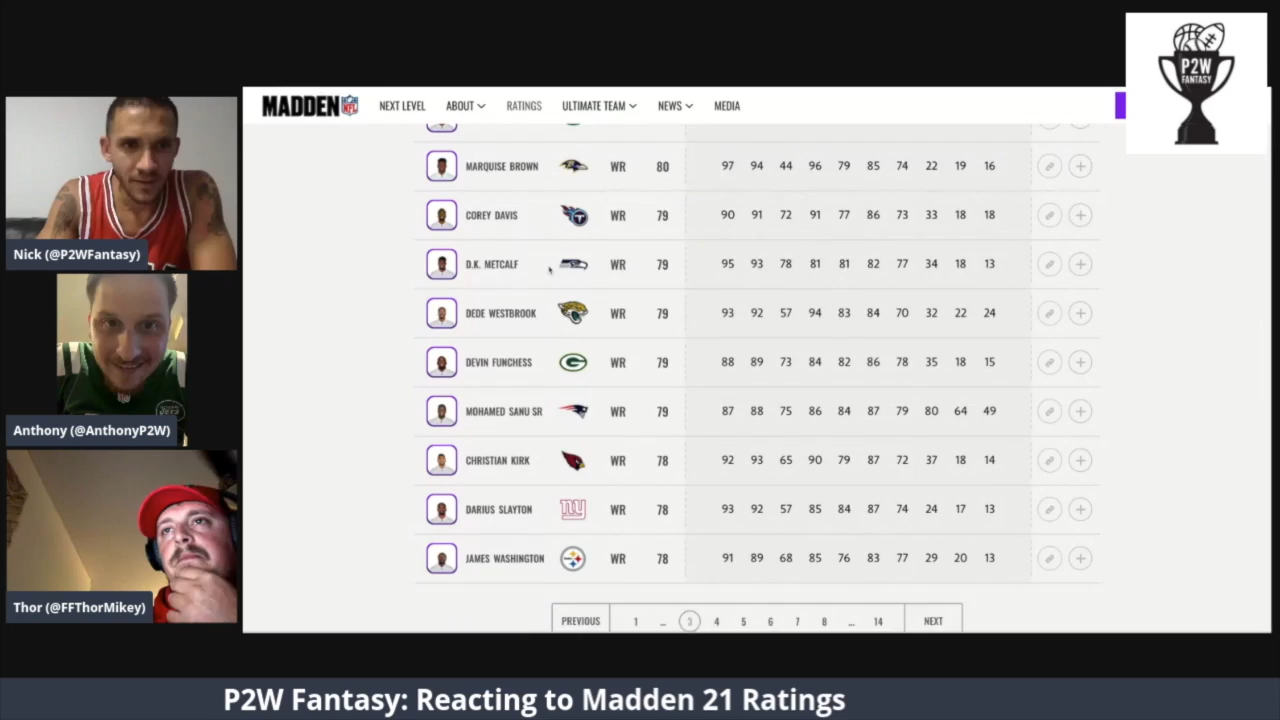 P2W
FANTASY
MADDEN NFL NEXT LEVEL ABOUT RATINGS ULTIMATE TEAM NEWS MEDIA
MARQUISE BROWN WR 80 97 94 44 96 79 85 74 22 19 16
COREY DAVIS WR 79 90 91 72 91 77 86 73 33 18 18
D.K. METCALF WR 79 95 93 78 81 81 82 77 34 18 13
DEDE WESTBROOK WR 79 93 92 57 94 83 84 70 32 22 24
DEVIN FUNCHESS WR 79 88 89 73 84 82 86 78 35 18 15
MOHAMED SANU SR WR 79 87 88 75 86 84 87 79 80 64 49
CHRISTIAN KIRK WR 78 92 93 65 90 79 87 72 37 18 14
DARIUS SLAYTON ny WR 78 93 92 57 85 84 87 74 24 17 13
JAMES WASHINGTON WR 78 91 89 68 85 76 83 77 29 20 13
PREVIOUS 1 ... 3 4 5 6 7 8 ... 14 NEXT
Nick (@P2WFantasy)
Anthony (@AnthonyP2W)
Thor (@FFThorMikey)
P2W Fantasy: Reacting to Madden 21 Ratings